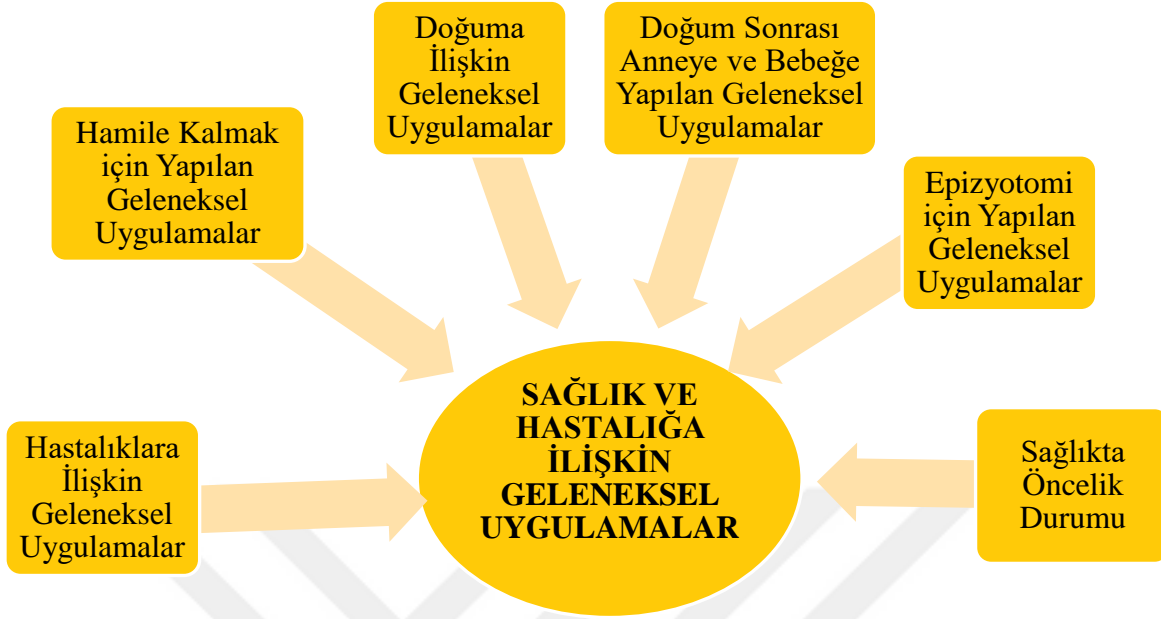 Doğuma
İlişkin
Geleneksel
Uygulamalar
Doğum Sonrası
Anneye ve Bebeğe
Yapılan Geleneksel
Uygulamalar
Hamile Kalmak
için Yapılan
Geleneksel
Uygulamalar
Epizyotomi
için Yapılan
Geleneksel
Uygulamalar
SAĞLIK VE
HASTALIĞA
İLİŞKİN
GELENEKSEL
UYGULAMALAR
Hastalıklara
İlişkin
Geleneksel
Uygulamalar
Sağlıkta
Öncelik
Durumu